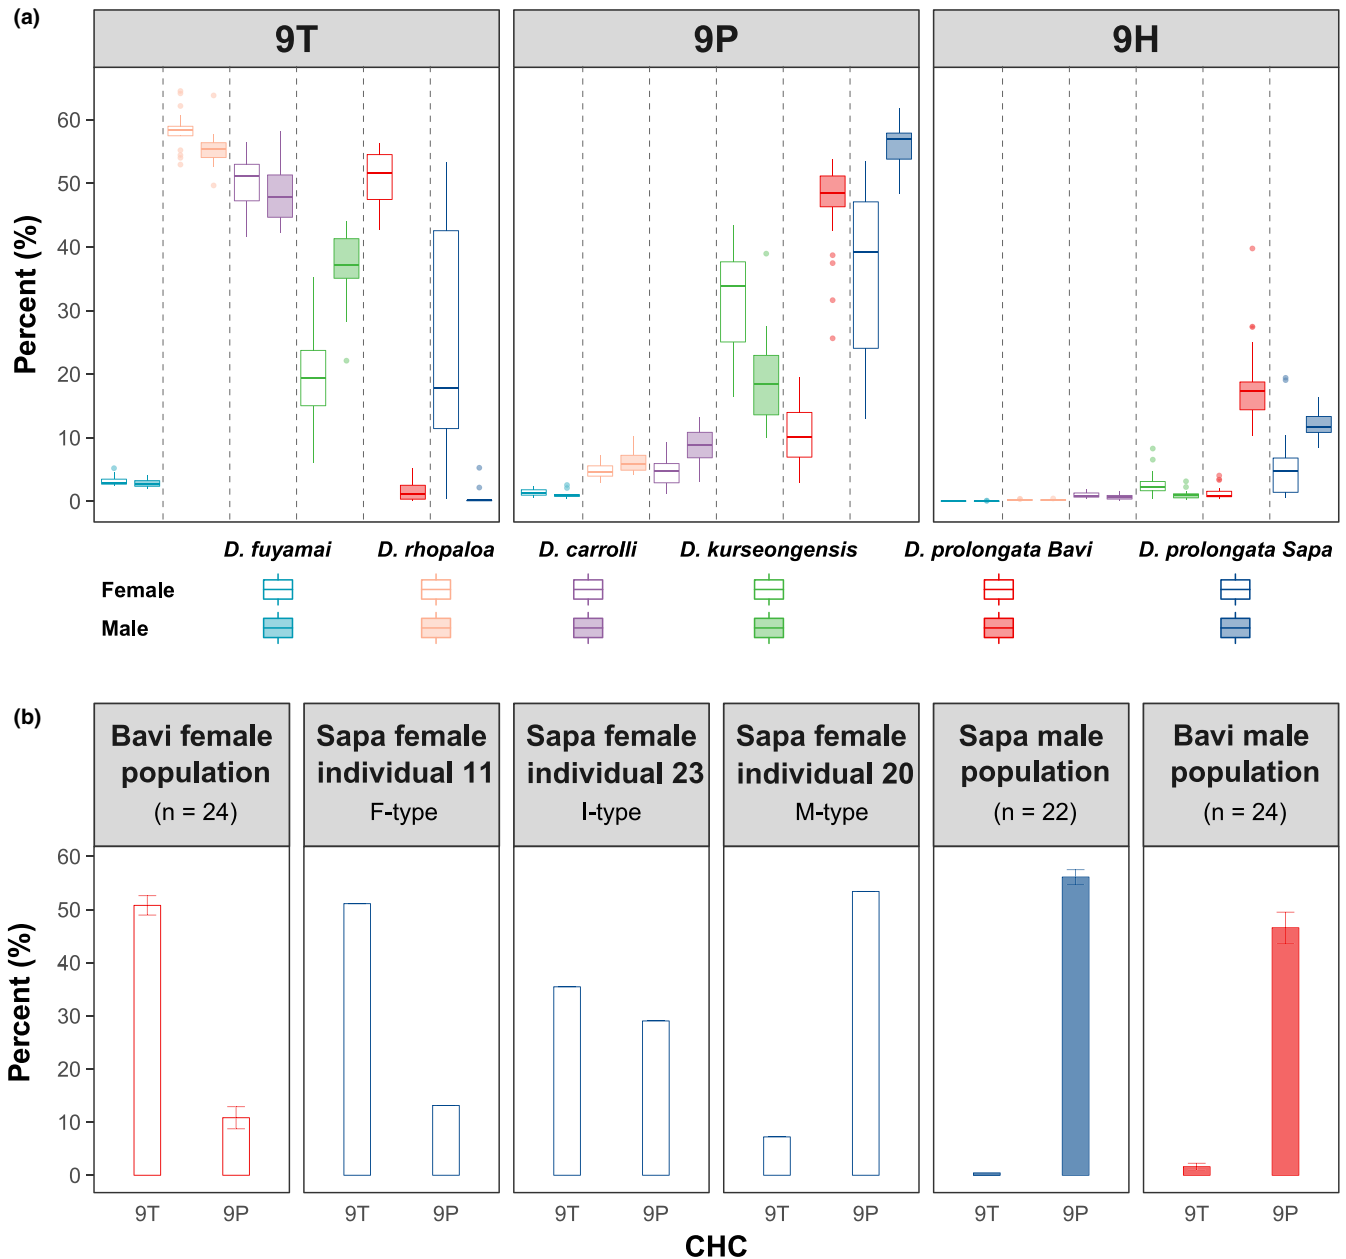 (a)
9T
9P
9H
Percent (%)
60
50
40
30
20
10
0
D. fuyamai
D. rhopaloa
D. carrolli
D. kurseongensis
D. prolongata Bavi
D. prolongata Sapa
Female
Male
(b)
Bavi female
population
(n = 24)
Sapa female
individual 11
F-type
Sapa female
individual 23
I-type
Sapa female
individual 20
M-type
Sapa male
population
(n = 22)
Bavi male
population
(n = 24)
Percent (%)
60
50
40
30
20
10
0
9T 9P
9T 9P
9T 9P
9T 9P
9T 9P
9T 9P
CHC